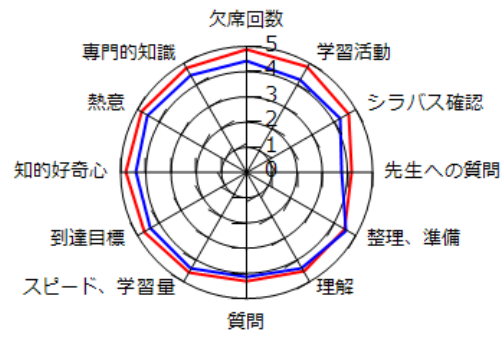 欠席回数
5
専門的知識
学習活動
4
熱意
シラバス確認
3
2
1
知的好奇心
0
先生への質問
到達目標
整理、準備
スピード、学習量
理解
質問